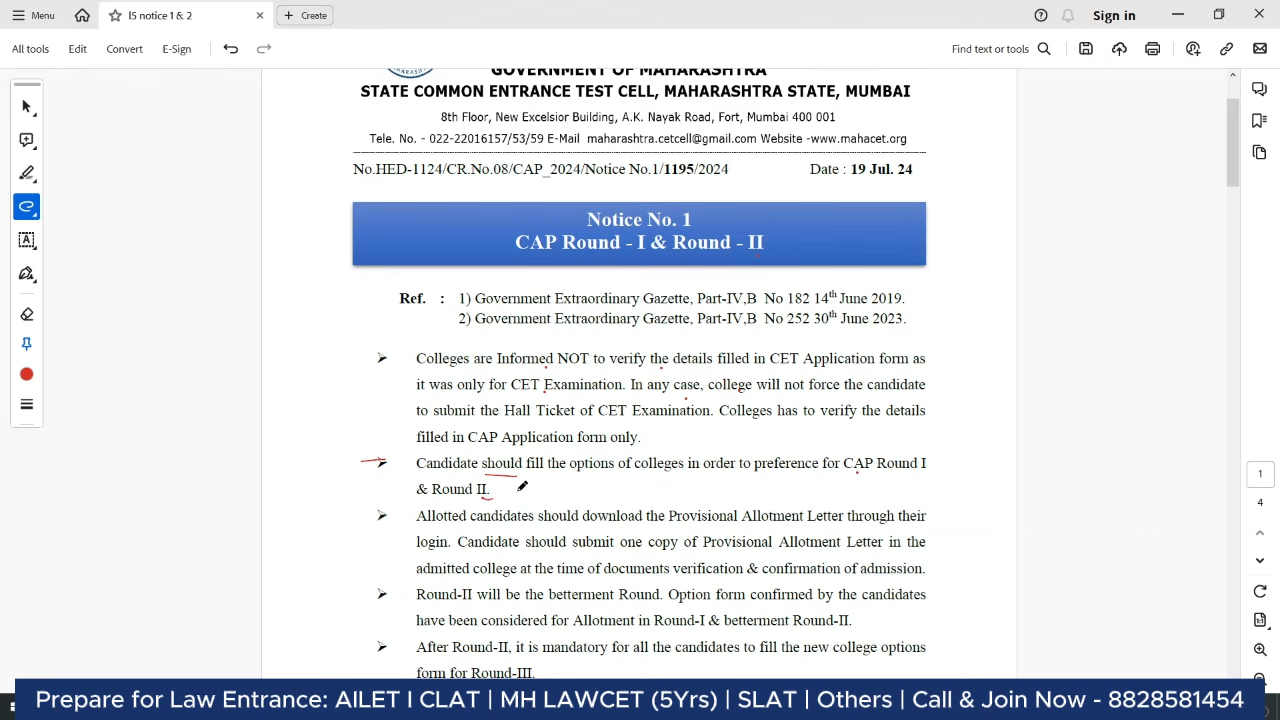 Menu
l5 notice 1 & 2
Create
Sign in
All tools
Edit
Convert
E-Sign
Find text or tools
GOVERNMENT OF MAHARASHTRA
STATE COMMON ENTRANCE TEST CELL, MAHARASHTRA STATE, MUMBAI
8th Floor, New Excelsior Building, A.K. Nayak Road, Fort, Mumbai 400 001
Tele. No. - 022-22016157/53/59 E-Mail maharashtra.cetcell@gmail.com Website -www.mahacet.org
No.HED-1124/CR.No.08/CAP_2024/Notice No.1/1195/2024 Date : 19 Jul. 24
Notice No. 1
CAP Round - I & Round - II
Ref. : 1) Government Extraordinary Gazette, Part-IV,B No 182 14th June 2019.
2) Government Extraordinary Gazette, Part-IV,B No 252 30th June 2023.
Colleges are Informed NOT to verify the details filled in CET Application form as
it was only for CET Examination. In any case, college will not force the candidate
to submit the Hall Ticket of CET Examination. Colleges has to verify the details
filled in CAP Application form only.
Candidate should fill the options of colleges in order to preference for CAP Round I
& Round II.
Allotted candidates should download the Provisional Allotment Letter through their
login. Candidate should submit one copy of Provisional Allotment Letter in the
admitted college at the time of documents verification & confirmation of admission.
Round-II will be the betterment Round. Option form confirmed by the candidates
have been considered for Allotment in Round-I & betterment Round-II.
After Round-II, it is mandatory for all the candidates to fill the new college options
form for Round-III.
1
4
Prepare for Law Entrance: AILET I CLAT | MH LAWCET (5Yrs) | SLAT | Others | Call & Join Now - 8828581454